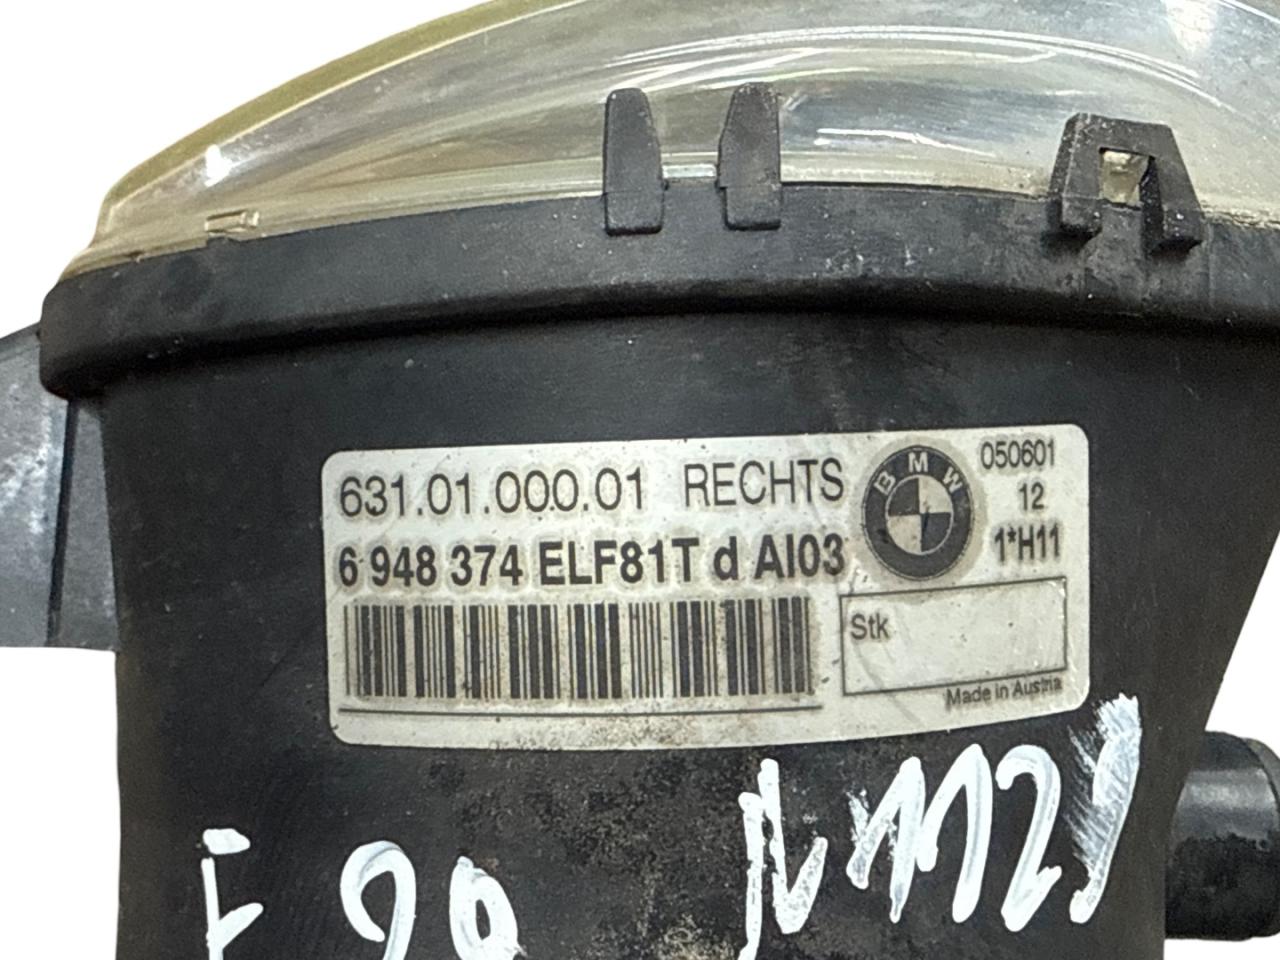 631.01.000.01 RECHTS
6 948 374 ELF81T d AI03
BMW
050601
12
1*H11
Stk
Made in Austria